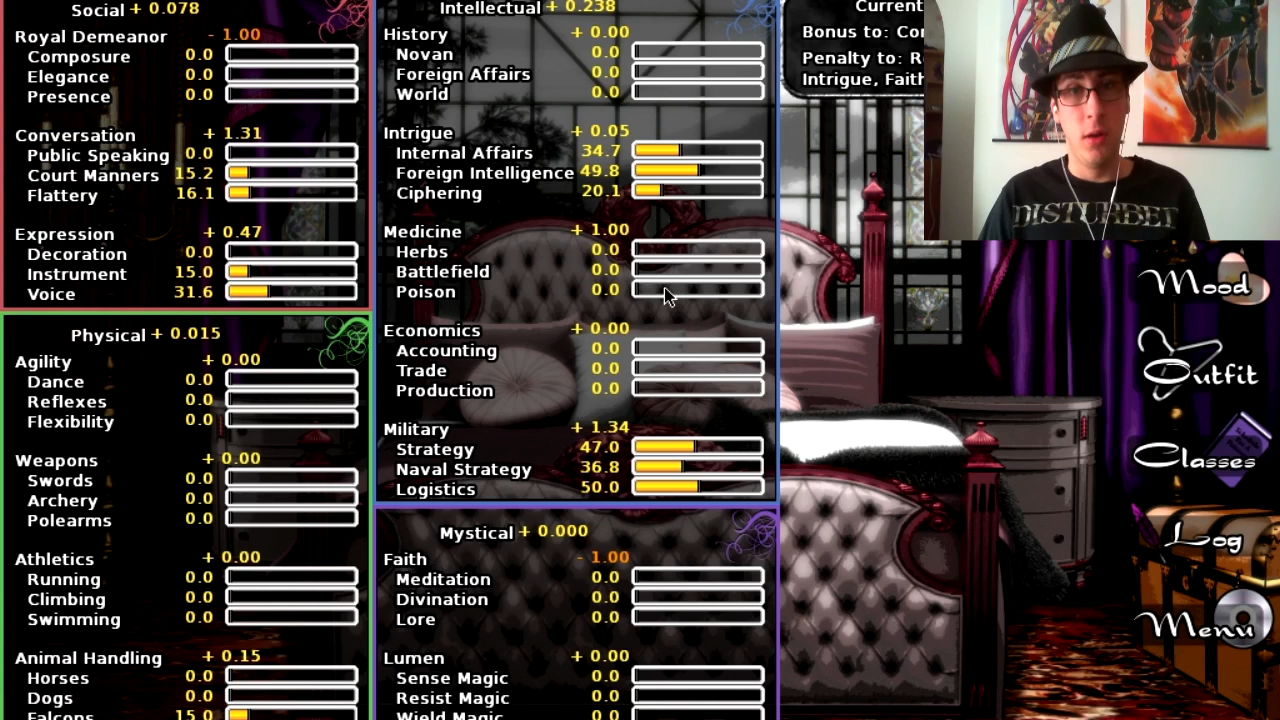 Social + 0.078
Royal Demeanor - 1.00
Composure 0.0
Elegance 0.0
Presence 0.0
Conversation + 1.31
Public Speaking 0.0
Court Manners 15.2
Flattery 16.1
Expression + 0.47
Decoration 0.0
Instrument 15.0
Voice 31.6
Physical + 0.015
Agility + 0.00
Dance 0.0
Reflexes 0.0
Flexibility 0.0
Weapons + 0.00
Swords 0.0
Archery 0.0
Polearms 0.0
Athletics + 0.00
Running 0.0
Climbing 0.0
Swimming 0.0
Animal Handling + 0.15
Horses 0.0
Dogs 0.0
Falcons 15.0
Intellectual + 0.238
History + 0.00
Novan 0.0
Foreign Affairs 0.0
World 0.0
Intrigue + 0.05
Internal Affairs 34.7
Foreign Intelligence 49.8
Ciphering 20.1
Medicine + 1.00
Herbs 0.0
Battlefield 0.0
Poison 0.0
Economics + 0.00
Accounting 0.0
Trade 0.0
Production 0.0
Military + 1.34
Strategy 47.0
Naval Strategy 36.8
Logistics 50.0
Mystical + 0.000
Faith - 1.00
Meditation 0.0
Divination 0.0
Lore 0.0
Lumen + 0.00
Sense Magic 0.0
Resist Magic 0.0
Wield Magic 0.0
Current
Bonus to: Con
Penalty to: R
Intrigue, Faith
DISTURBED
Mood
Outfit
Classes
Log
Menu